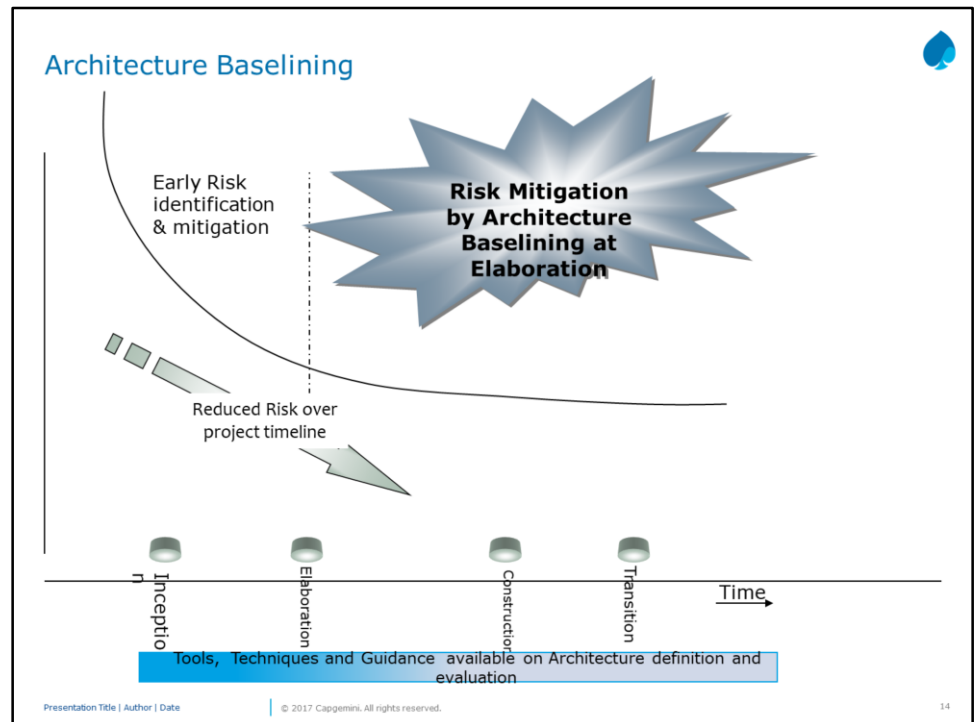 Architecture Baselining
Early Risk
identification
& mitigation
Risk Mitigation
by Architecture
Baselining at
Elaboration
Reduced Risk over
project timeline
Inceptio
n
Elaboration
Construction
Transition
Time
Tools, Techniques and Guidance available on Architecture definition and
evaluation
Presentation Title | Author | Date
© 2017 Capgemini. All rights reserved.
14